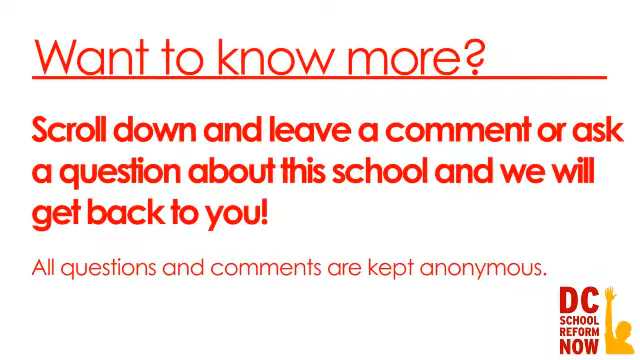 Want to know more?
Scroll down and leave a comment or ask
a question about this school and we will
get back to you!
All questions and comments are kept anonymous.
DC
SCHOOL
REFORM
NOW